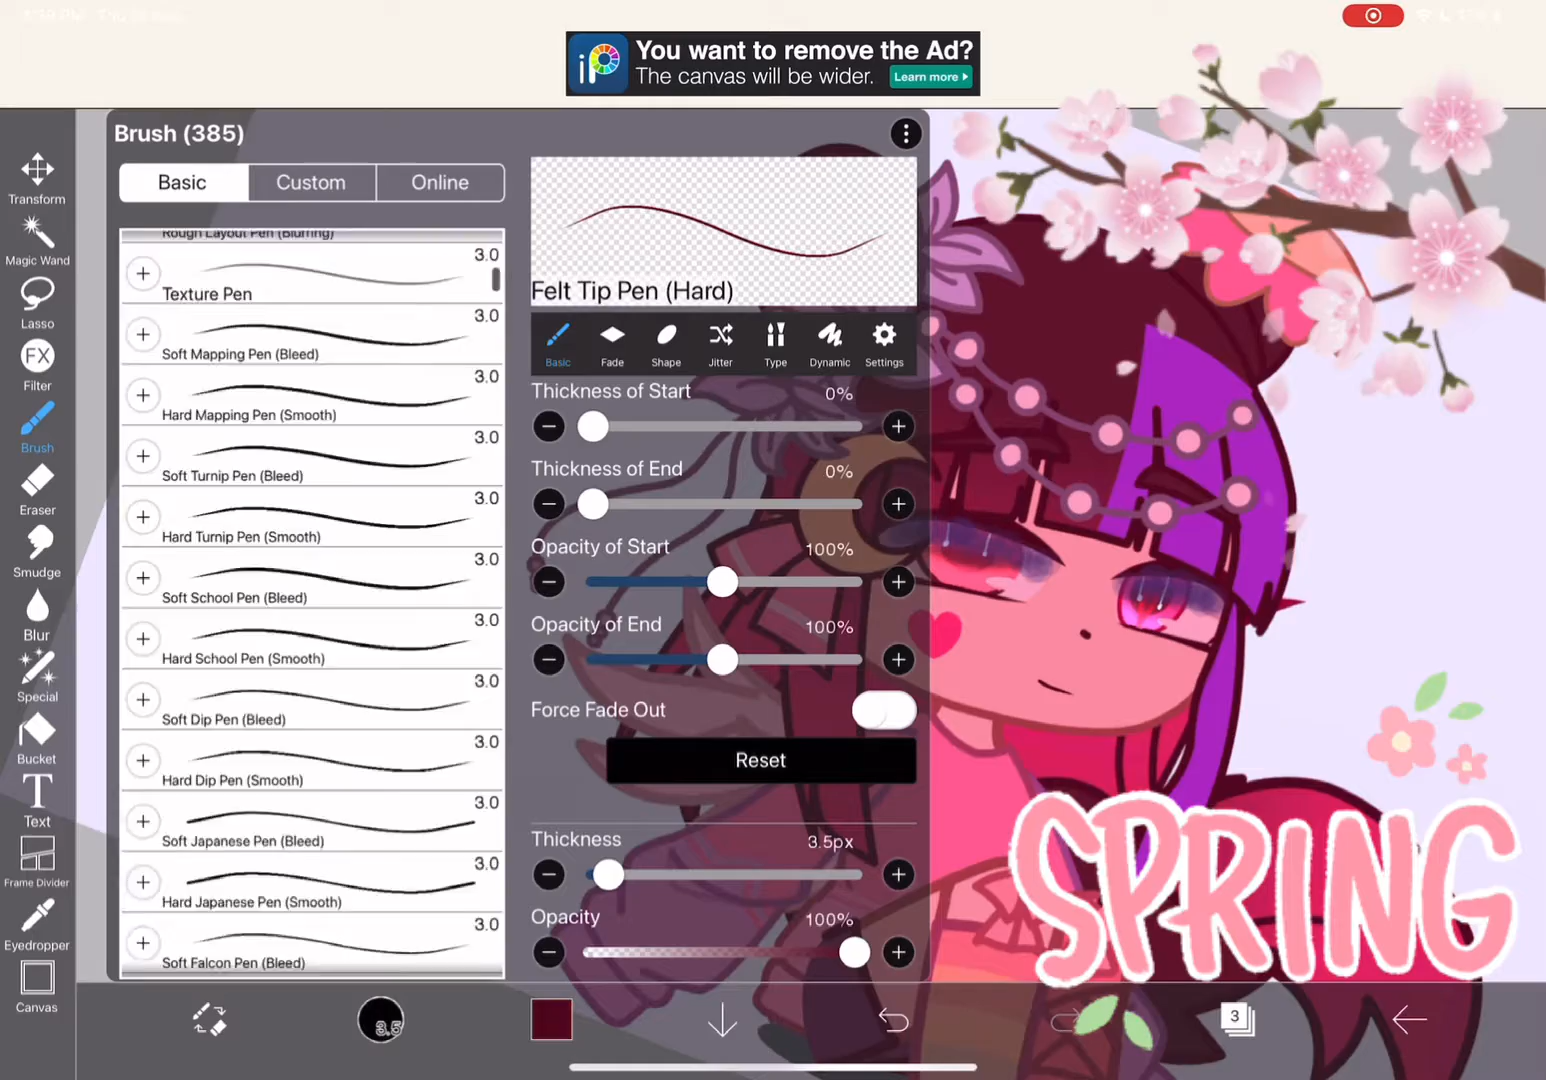 You want to remove the Ad?
The canvas will be wider.
Learn more
iP
Brush (385)
Basic
Custom
Online
Rough Layout Pen (Blurring)
3.0
Texture Pen
3.0
Soft Mapping Pen (Bleed)
3.0
Hard Mapping Pen (Smooth)
3.0
Soft Turnip Pen (Bleed)
3.0
Hard Turnip Pen (Smooth)
3.0
Soft School Pen (Bleed)
3.0
Hard School Pen (Smooth)
3.0
Soft Dip Pen (Bleed)
3.0
Hard Dip Pen (Smooth)
3.0
Soft Japanese Pen (Bleed)
3.0
Hard Japanese Pen (Smooth)
3.0
Soft Falcon Pen (Bleed)
Felt Tip Pen (Hard)
Basic
Fade
Shape
Jitter
Type
Dynamic
Settings
Thickness of Start
0%
Thickness of End
0%
Opacity of Start
100%
Opacity of End
100%
Force Fade Out
Reset
Thickness
3.5px
Opacity
100%
Transform
Magic Wand
Lasso
FX
Filter
Brush
Eraser
Smudge
Blur
Special
Bucket
T
Text
Frame Divider
Eyedropper
Canvas
3.5
3
SPRING